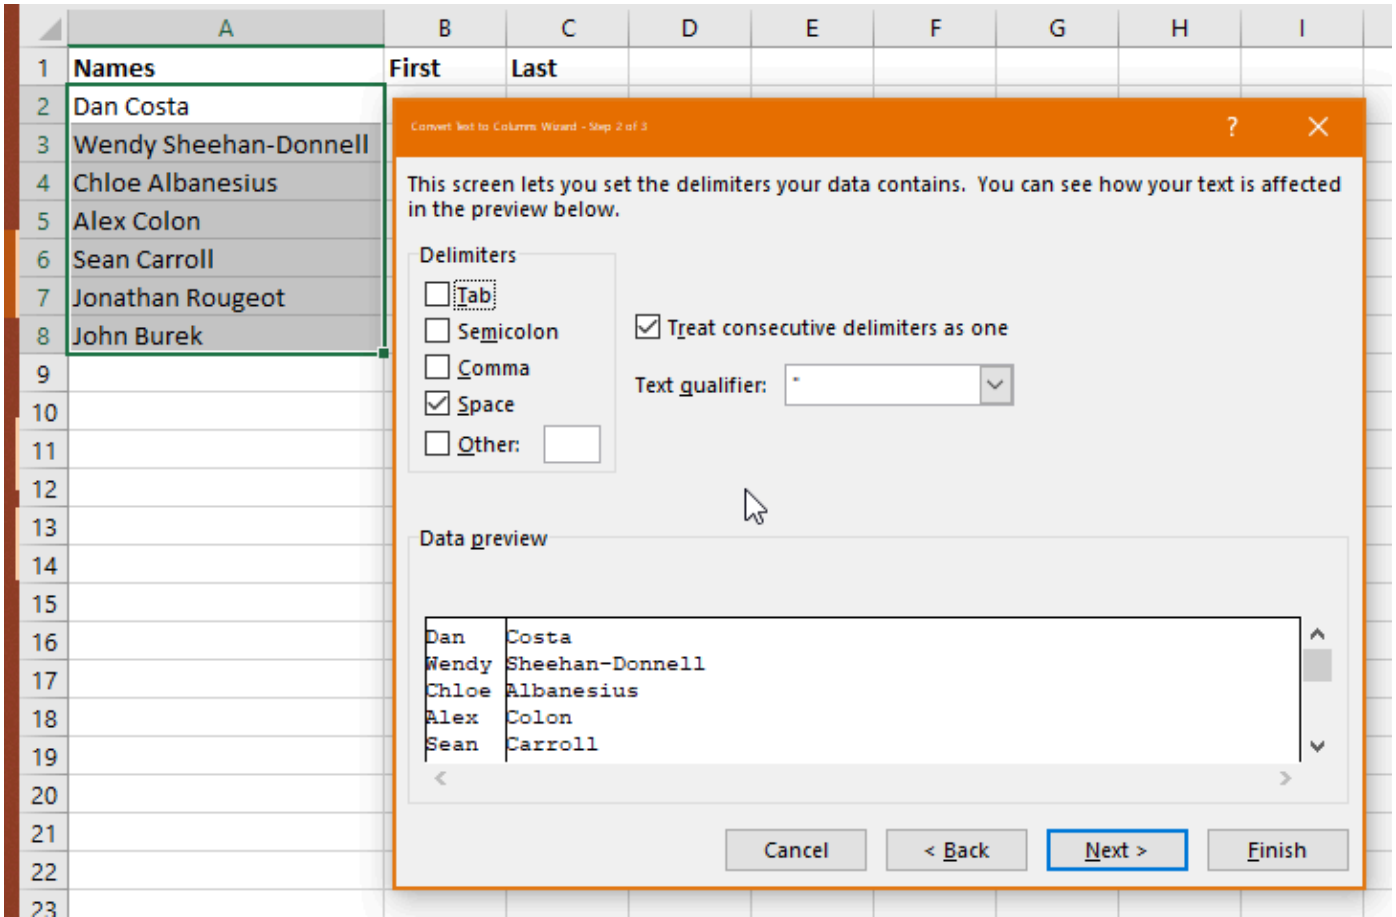 A B C D E F G H I
1 Names First Last
2 Dan Costa
3 Wendy Sheehan-Donnell
4 Chloe Albanesius
5 Alex Colon
6 Sean Carroll
7 Jonathan Rougeot
8 John Burek
9
10
11
12
13
14
15
16
17
18
19
20
21
22
23
Convert Text to Columns Wizard - Step 2 of 3 ?
This screen lets you set the delimiters your data contains. You can see how your text is affected
in the preview below.
Delimiters
Tab
Semicolon
Comma
Space
Other:
Treat consecutive delimiters as one
Text qualifier: "
Data preview
Dan Costa
Wendy Sheehan-Donnell
Chloe Albanesius
Alex Colon
Sean Carroll
Cancel < Back Next > Finish